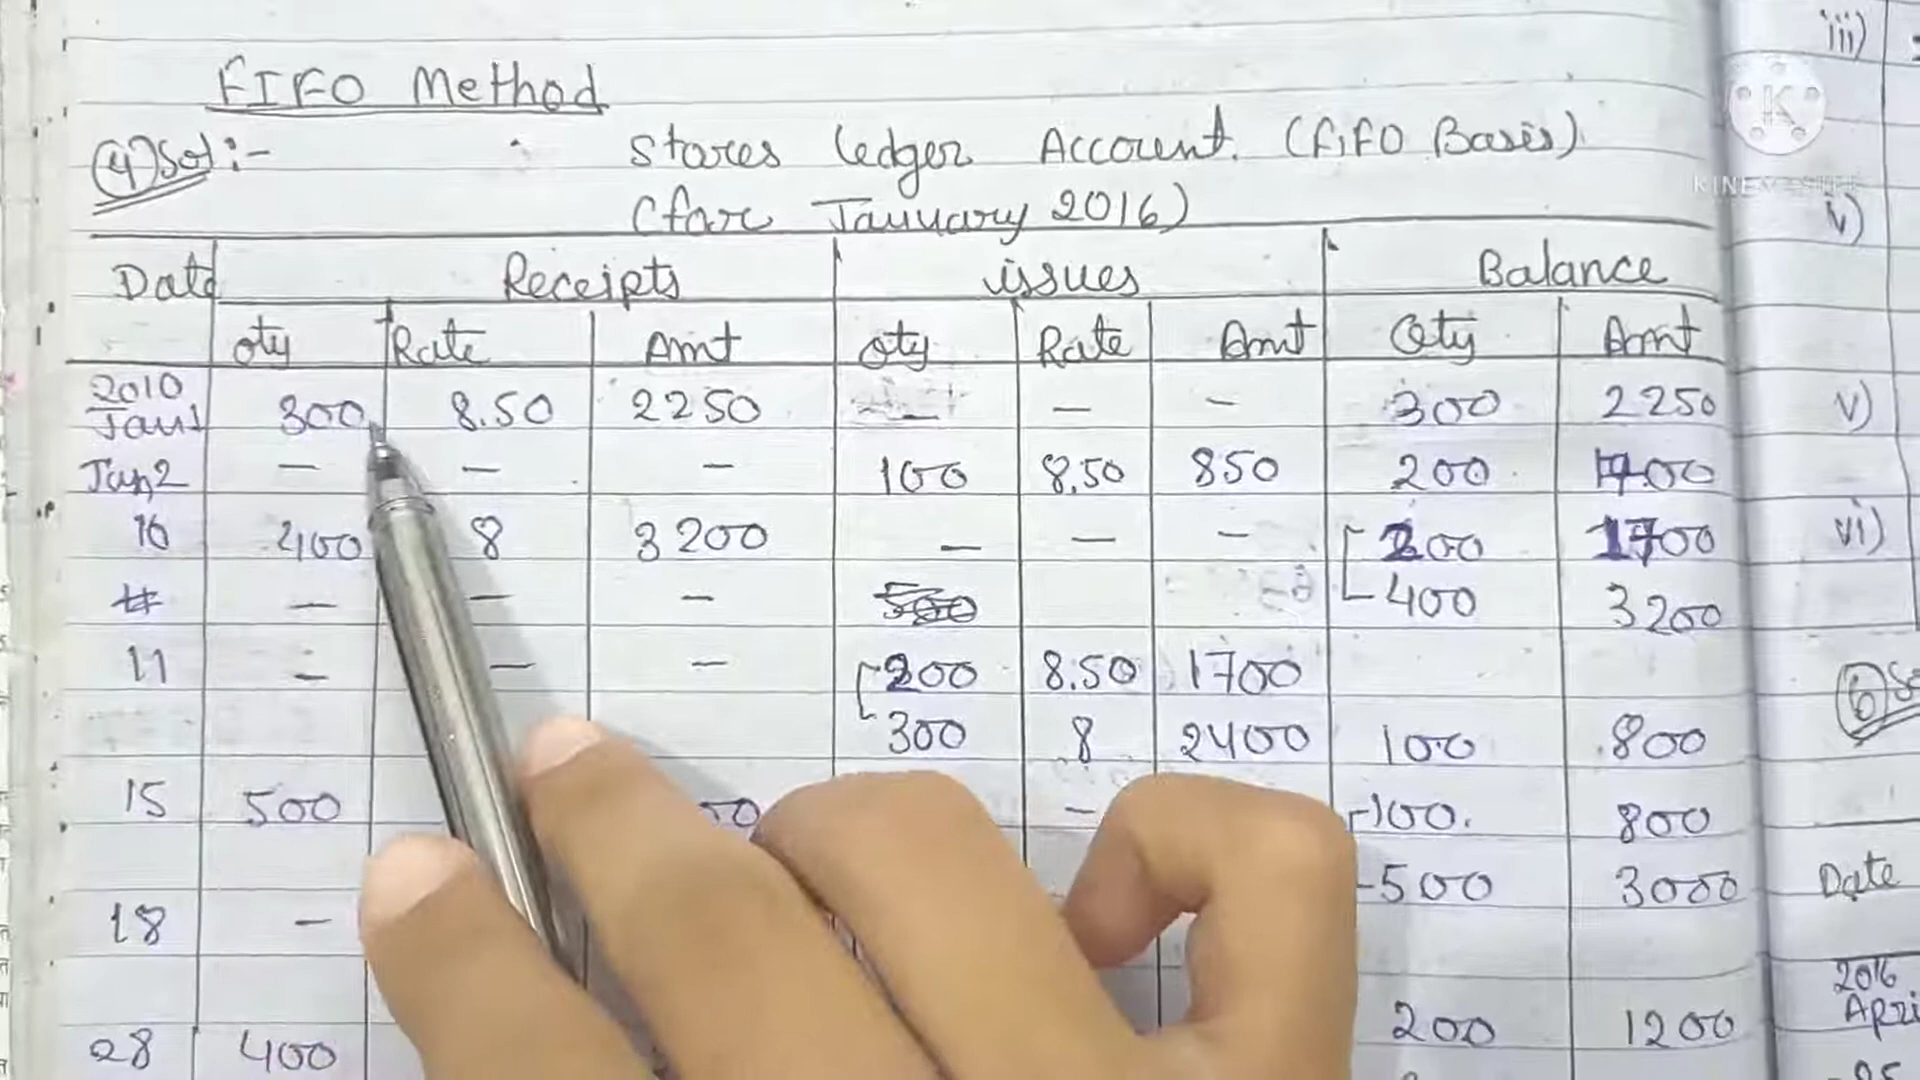 FIFO Method
(4) Sol:-
Stores ledger Account. (FIFO Basis)
(for January 2016)
Date Receipts issues Balance
Qty Rate Amt Qty Rate Amt Qty Amt
2010
Jan 1 300 8.50 2250 — — - 300 2250
Jan, 2 — — — 100 8.50 850 200 1700
10 400 8 3200 — — - 200 1700
— — — 500 400 3200
11 — — — 200 8.50 1700
300 8 2400 100 800
15 500 - 100. 800
500 3000
18 -
200 1200
28 400
iii)
iv)
v)
vi)
(6)
Date
2016